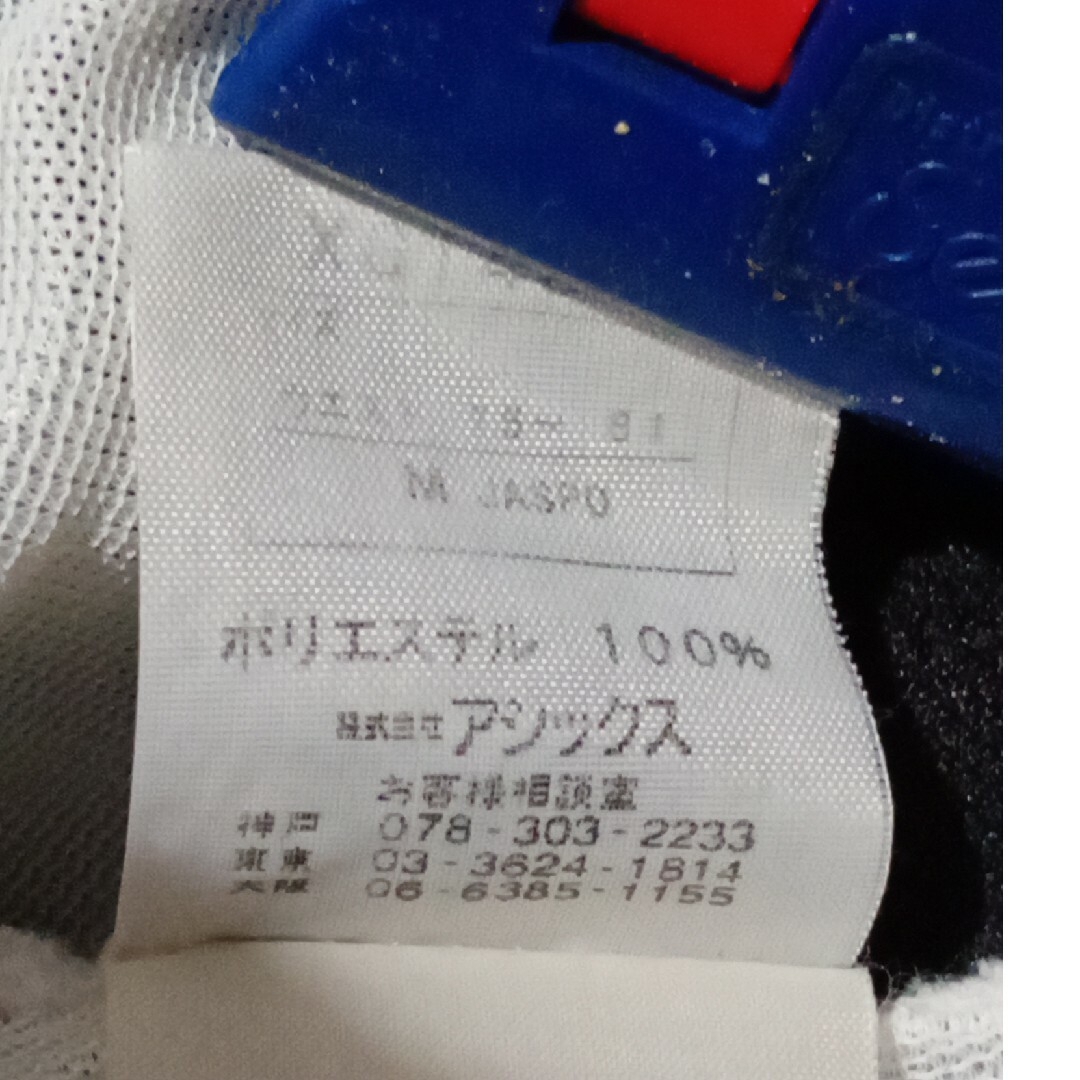 M JASPO
ポリエステル 100%
株式会社アシックス
お客様相談室
神戸 078-303-2233
東京 03-3624-1814
大阪 06-6385-1155